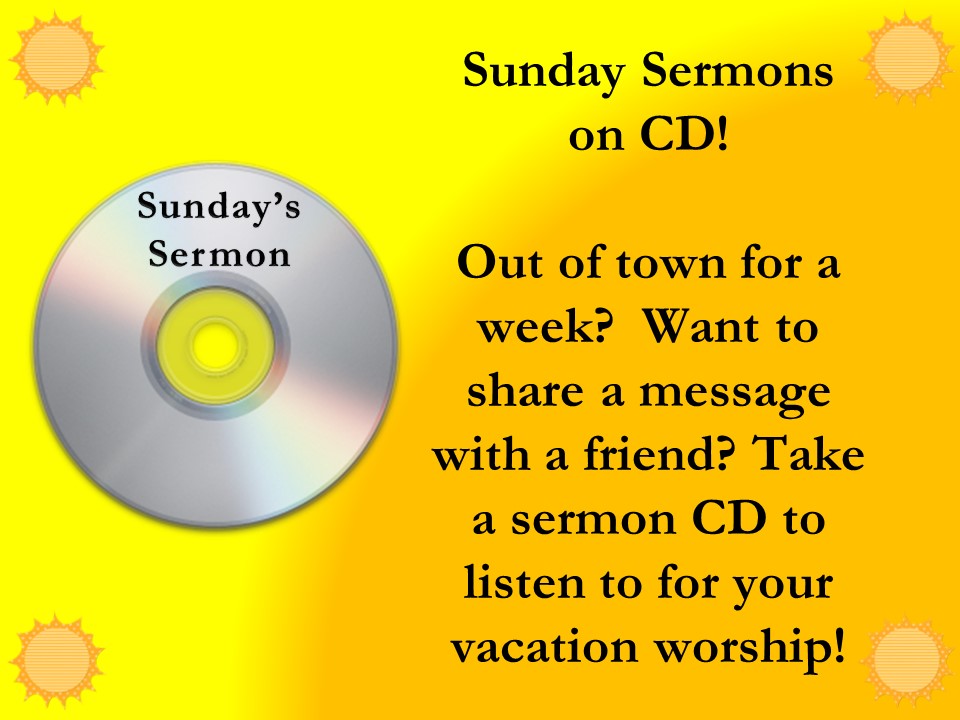 Sunday Sermons
on CD!
Sunday’s
Sermon
Out of town for a
week?  Want to
share a message
with a friend? Take
a sermon CD to
listen to for your
vacation worship!